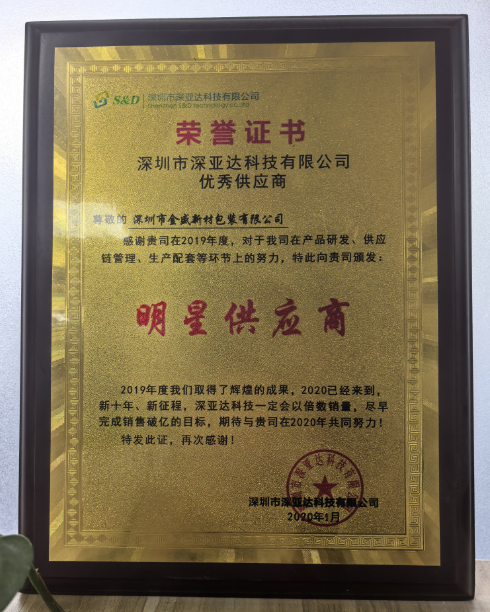 S&D 深圳市深亚达科技有限公司
Shenzhen S&D technology co.,ltd
荣誉证书
深圳市深亚达科技有限公司
优秀供应商
尊敬的 深圳市金盛新材包装有限公司
感谢贵司在2019年度，对于我司在产品研发、供应
链管理、生产配套等环节上的努力，特此向贵司颁发：
明星供应商
2019年度我们取得了辉煌的成果，2020已经来到，
新十年、新征程，深亚达科技一定会以倍数销量，尽早
完成销售破亿的目标，期待与贵司在2020年共同努力！
特发此证，再次感谢！
深圳市深亚达科技有限公司
2020年1月